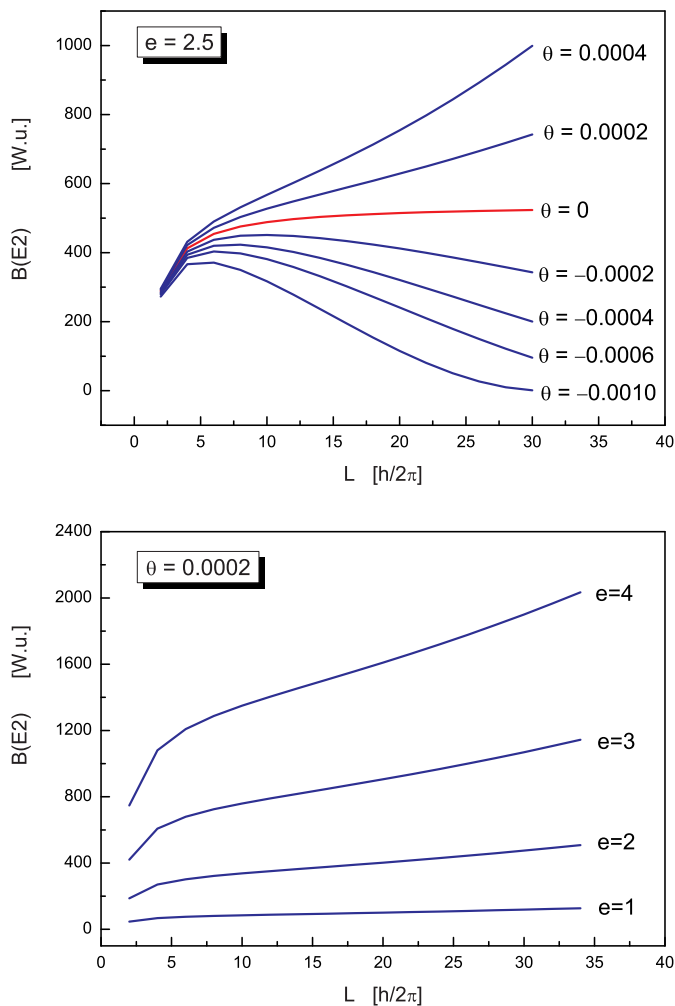 e = 2.5
B(E2) [W.u.]
1000
800
600
400
200
0
θ = 0.0004
θ = 0.0002
θ = 0
θ = −0.0002
θ = −0.0004
θ = −0.0006
θ = −0.0010
0 5 10 15 20 25 30 35 40
L [h/2π]
θ = 0.0002
B(E2) [W.u.]
2400
2000
1600
1200
800
400
0
e=4
e=3
e=2
e=1
0 5 10 15 20 25 30 35 40
L [h/2π]